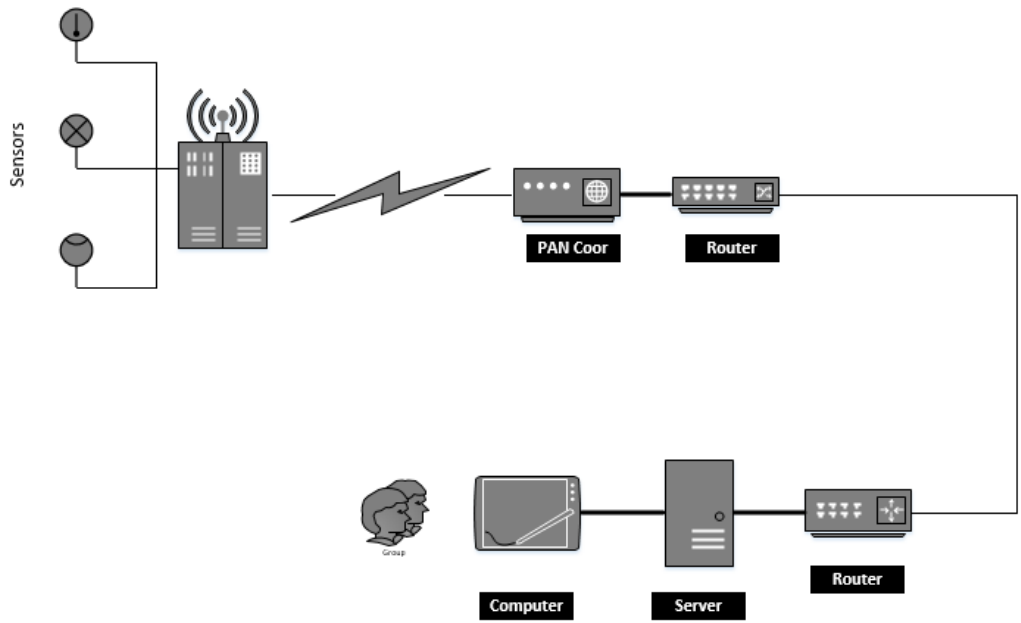 Sensors
PAN Coor
Router
Group
Router
Computer
Server